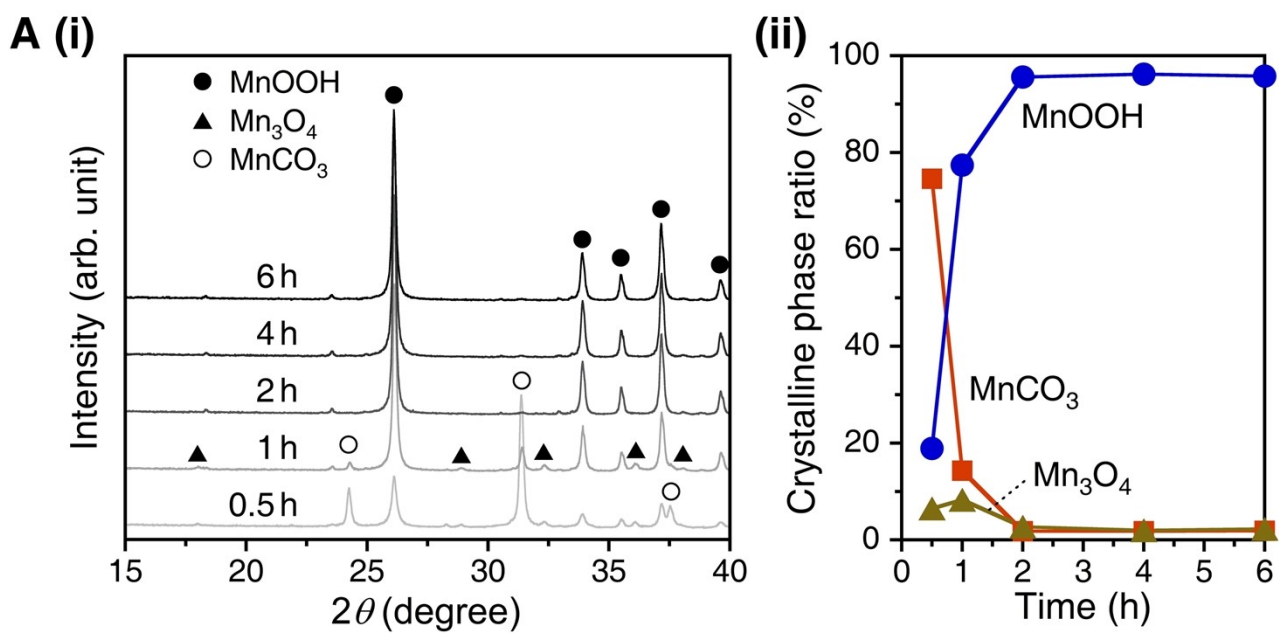 A (i)
MnOOH
Mn₃O₄
MnCO₃
6 h
4 h
2 h
1 h
0.5 h
Intensity (arb. unit)
15 20 25 30 35 40
2θ (degree)
(ii)
100
80
60
40
20
0
Crystalline phase ratio (%)
MnOOH
MnCO₃
Mn₃O₄
0 1 2 3 4 5 6
Time (h)